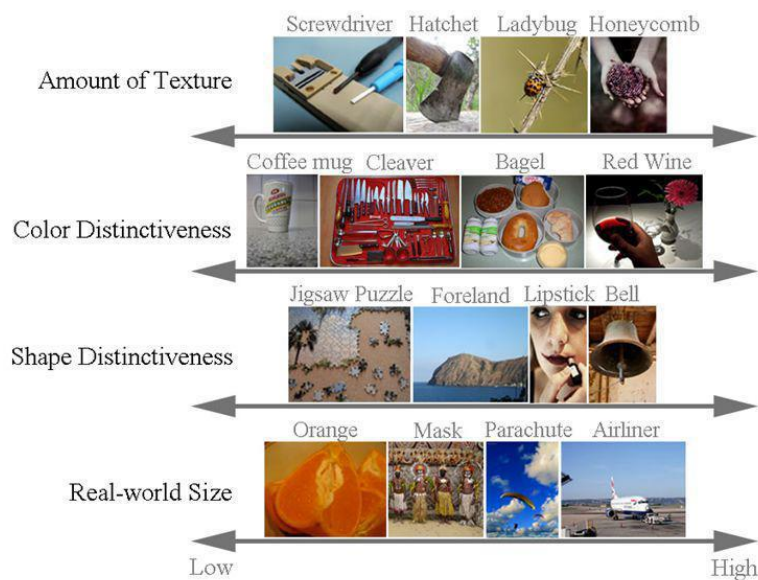 Screwdriver Hatchet Ladybug Honeycomb
Amount of Texture
Coffee mug Cleaver Bagel Red Wine
Color Distinctiveness
Jigsaw Puzzle Foreland Lipstick Bell
Shape Distinctiveness
Orange Mask Parachute Airliner
Real-world Size
Low High